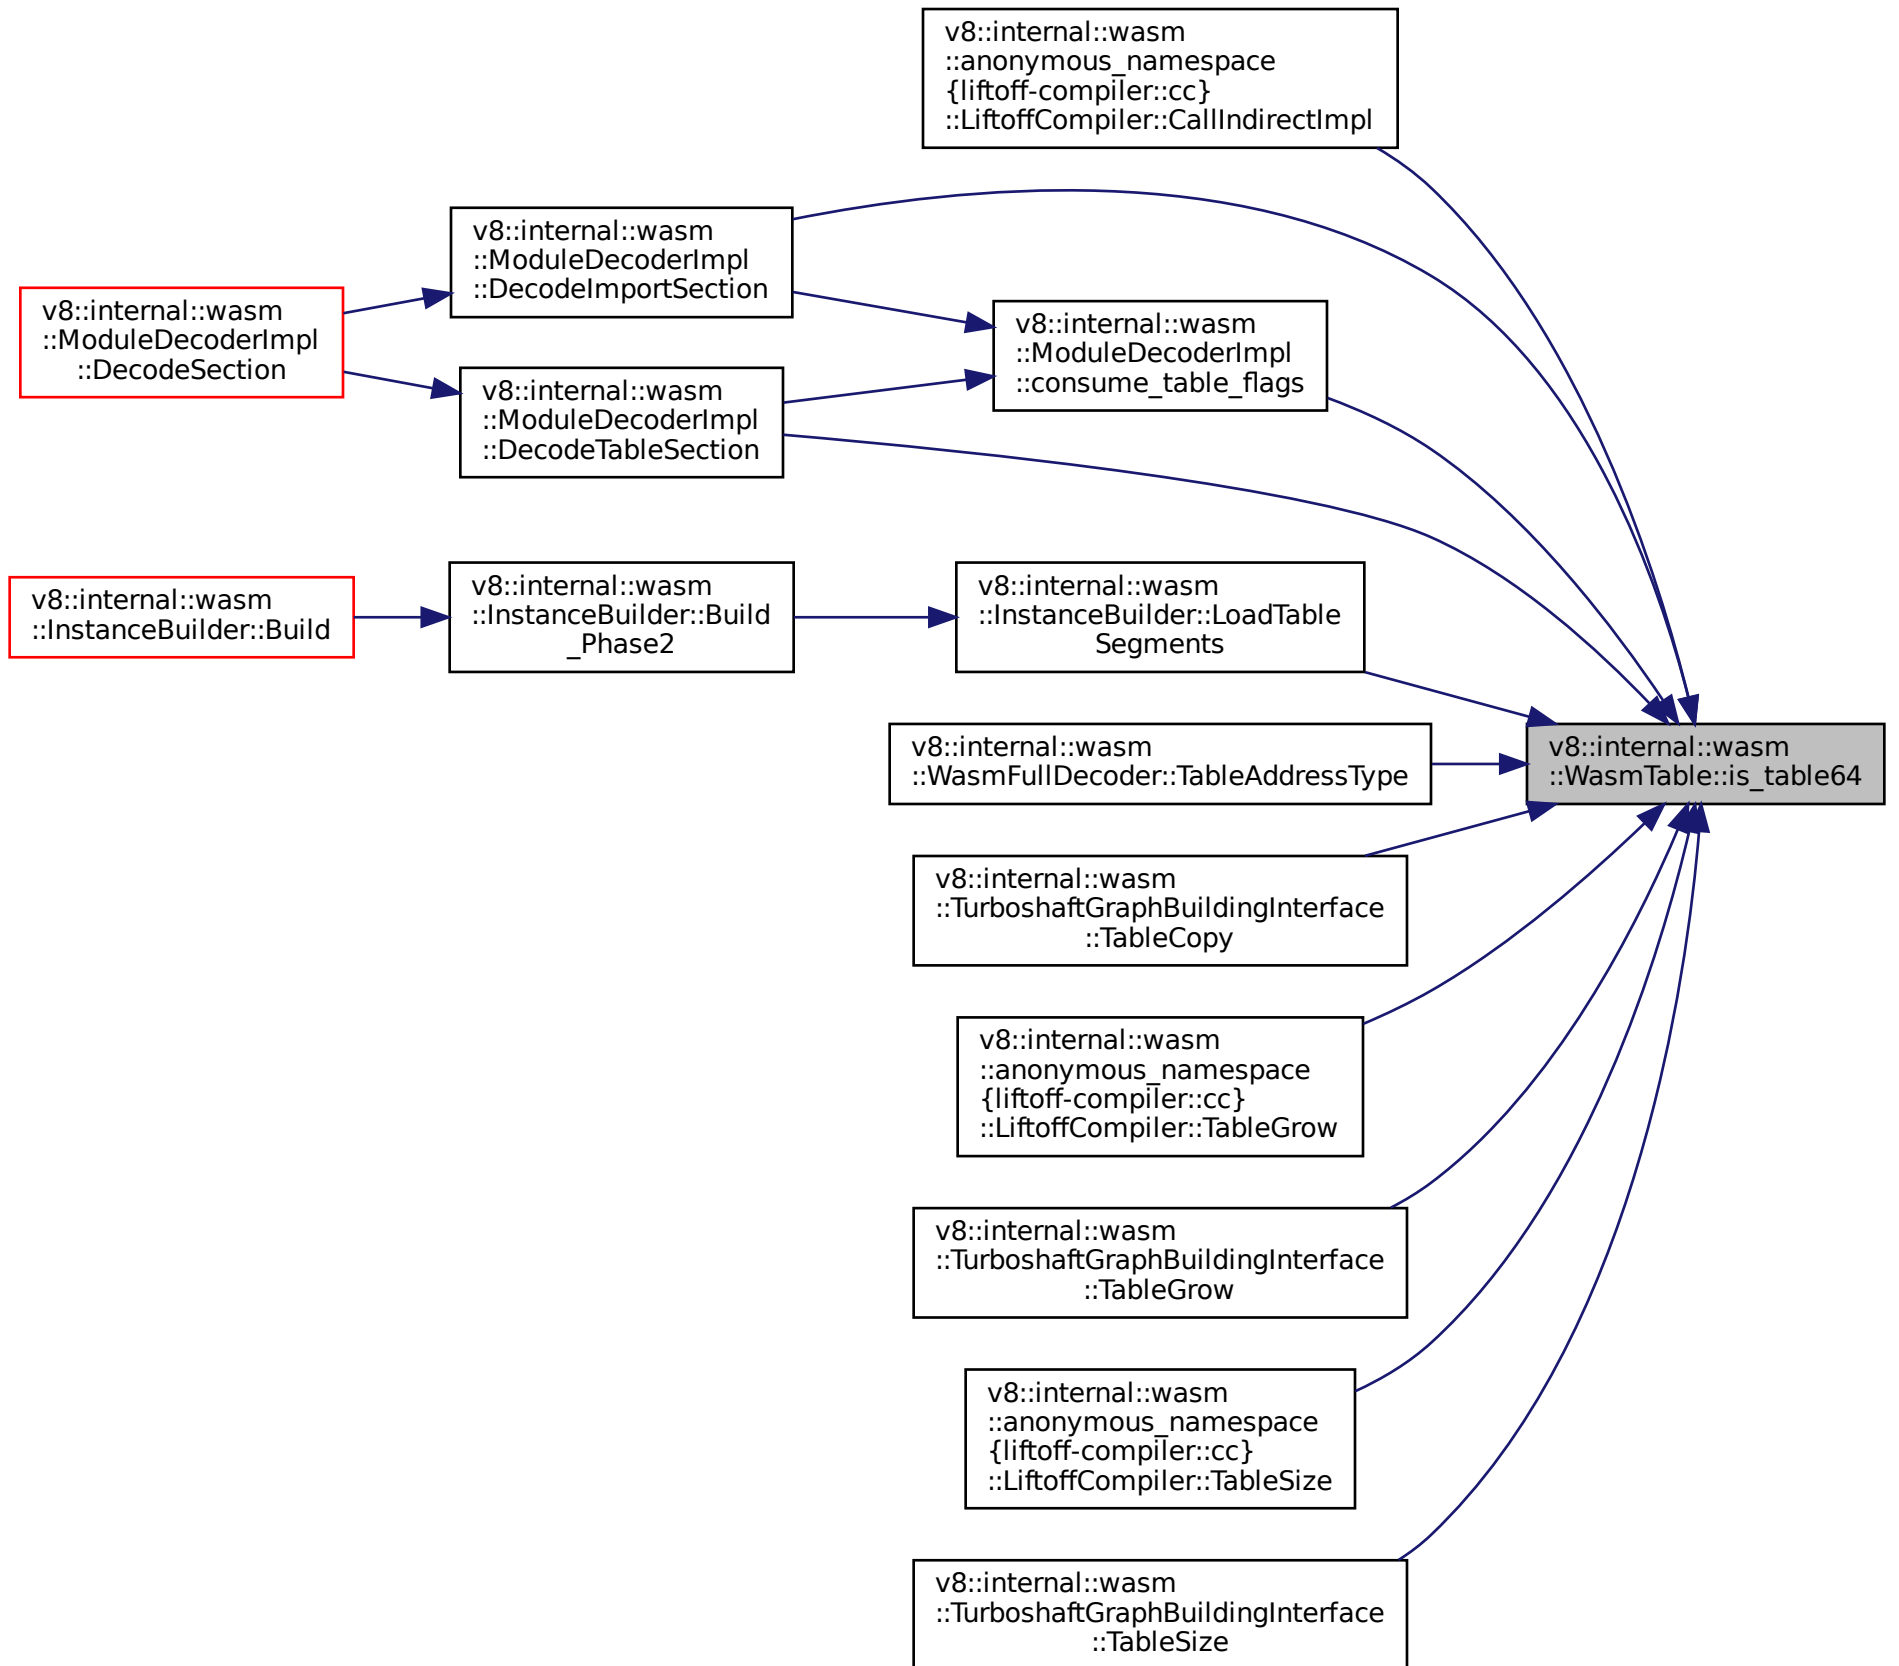 v8::internal::wasm
::anonymous_namespace
{liftoff-compiler::cc}
::LiftoffCompiler::CallIndirectImpl
v8::internal::wasm
::ModuleDecoderImpl
::DecodeImportSection
v8::internal::wasm
::ModuleDecoderImpl
::DecodeSection
v8::internal::wasm
::ModuleDecoderImpl
::consume_table_flags
v8::internal::wasm
::ModuleDecoderImpl
::DecodeTableSection
v8::internal::wasm
::InstanceBuilder::Build
v8::internal::wasm
::InstanceBuilder::Build
_Phase2
v8::internal::wasm
::InstanceBuilder::LoadTable
Segments
v8::internal::wasm
::WasmFullDecoder::TableAddressType
v8::internal::wasm
::WasmTable::is_table64
v8::internal::wasm
::TurboshaftGraphBuildingInterface
::TableCopy
v8::internal::wasm
::anonymous_namespace
{liftoff-compiler::cc}
::LiftoffCompiler::TableGrow
v8::internal::wasm
::TurboshaftGraphBuildingInterface
::TableGrow
v8::internal::wasm
::anonymous_namespace
{liftoff-compiler::cc}
::LiftoffCompiler::TableSize
v8::internal::wasm
::TurboshaftGraphBuildingInterface
::TableSize